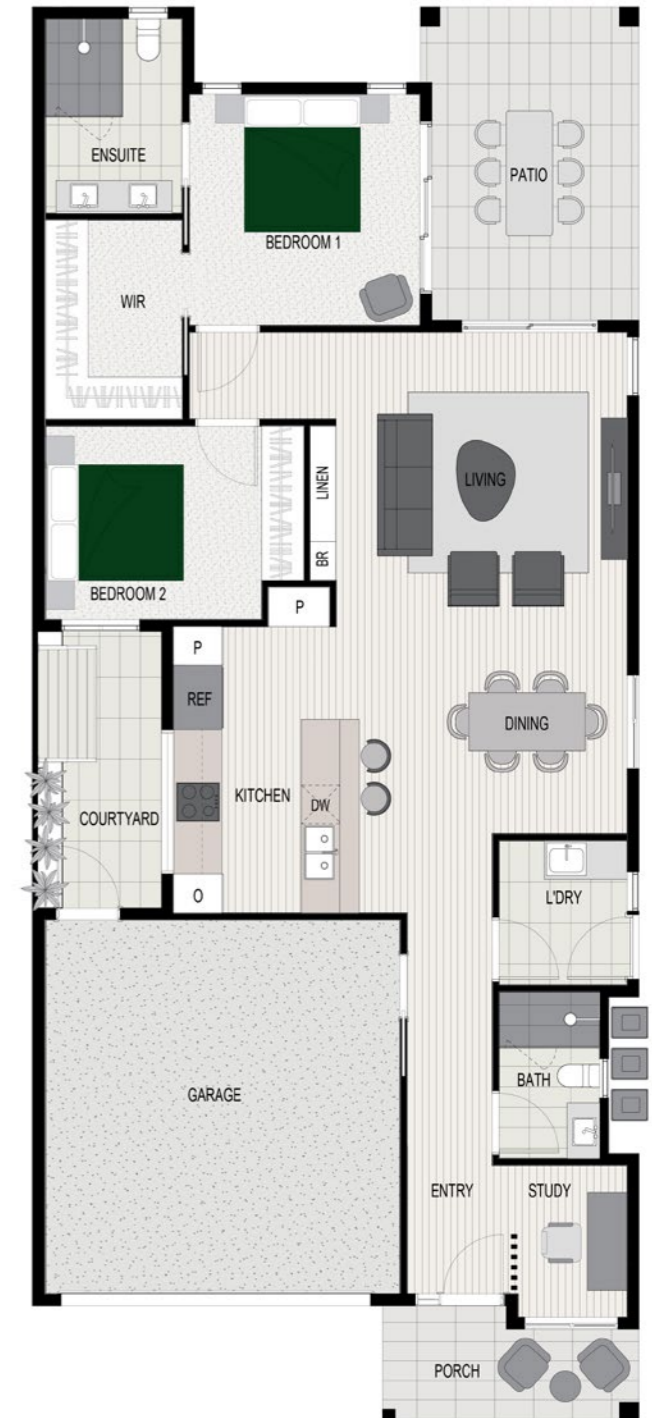 ENSUITE
BEDROOM 1
PATIO
WIR
LINEN
BR
LIVING
BEDROOM 2
P
P
REF
DINING
KITCHEN
DW
COURTYARD
O
L'DRY
GARAGE
BATH
ENTRY
STUDY
PORCH